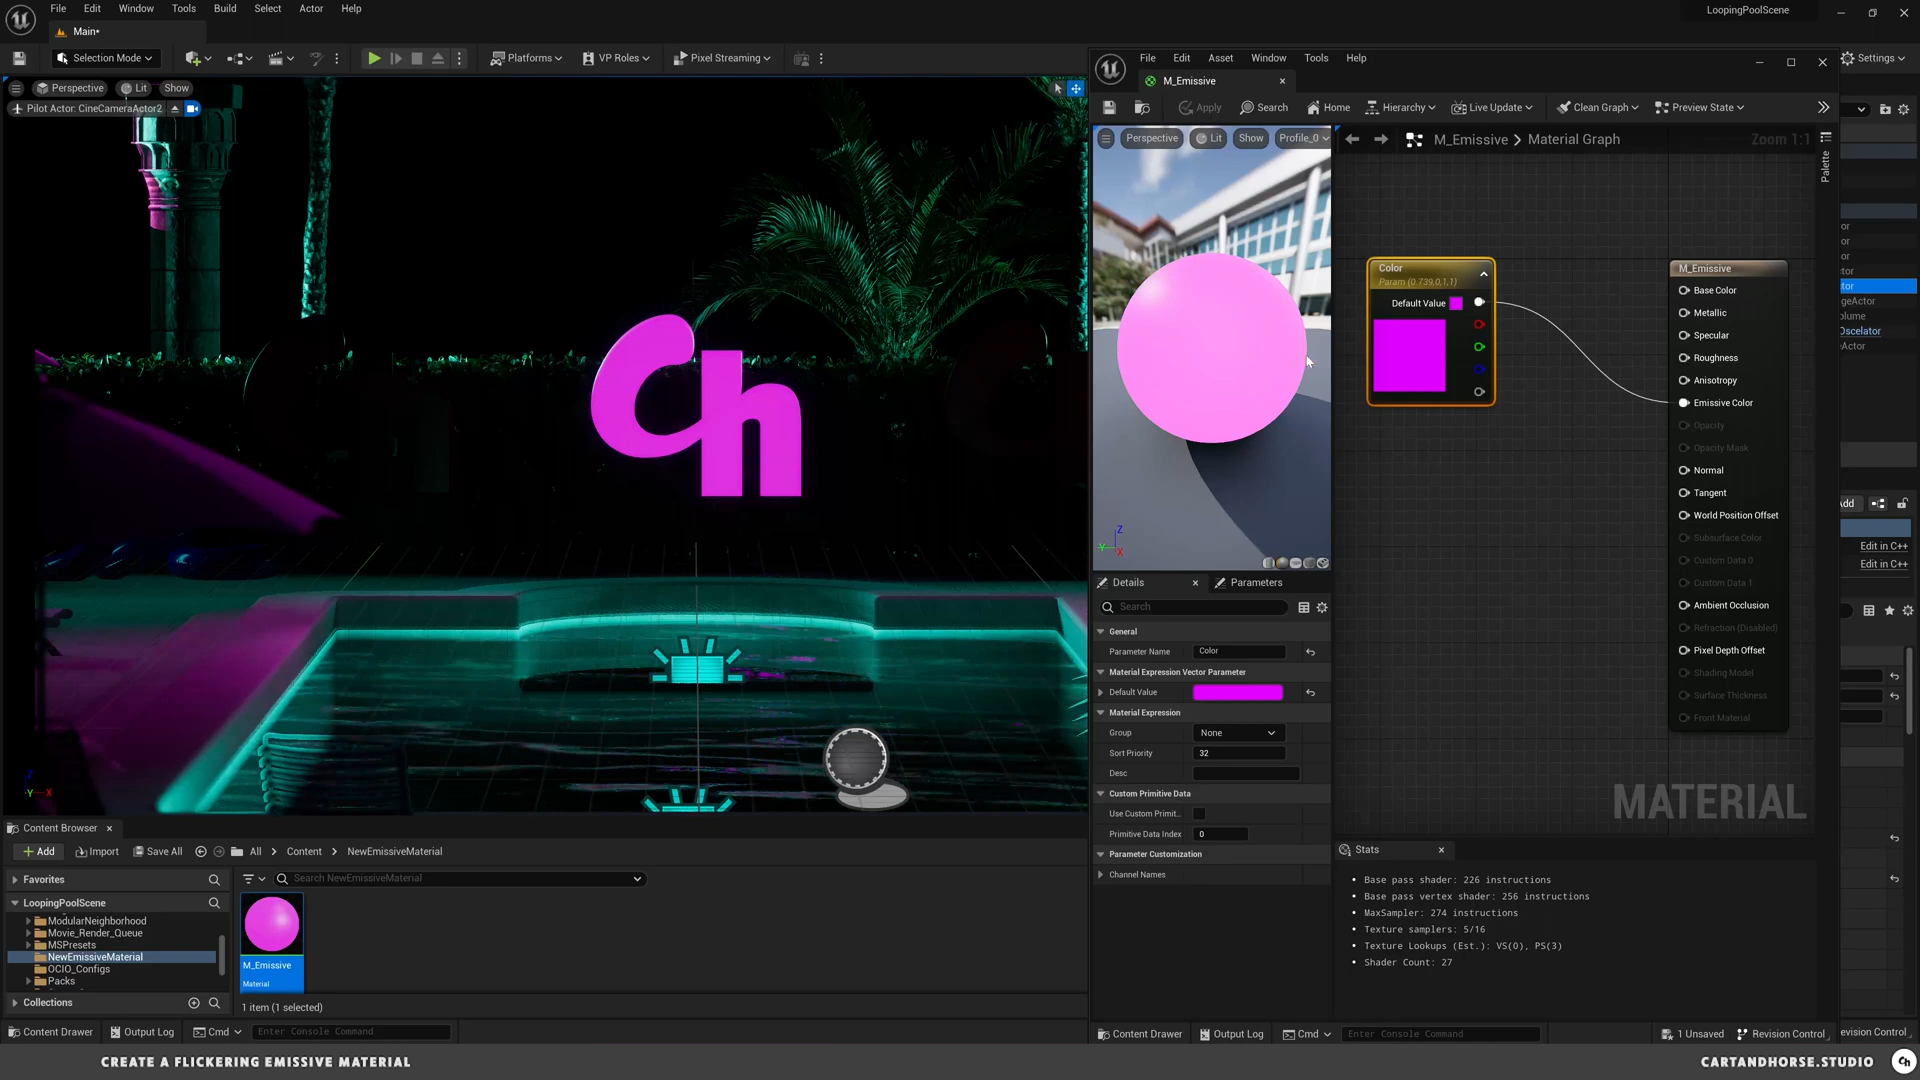 File Edit Window Tools Build Select Actor Help
LoopingPoolScene
Main*
Selection Mode
Platforms
VP Roles
Pixel Streaming
Settings
Perspective Lit Show
Pilot Actor: CineCameraActor2
Ch
File Edit Asset Window Tools Help
M_Emissive
Apply Search Home Hierarchy Live Update Clean Graph Preview State
Perspective Lit Show Profile_0
M_Emissive > Material Graph
Zoom 1:1
Palette
Color
Param (0.739,0,1,1)
Default Value
M_Emissive
Base Color
Metallic
Specular
Roughness
Anisotropy
Emissive Color
Opacity
Opacity Mask
Normal
Tangent
World Position Offset
Subsurface Color
Custom Data 0
Custom Data 1
Ambient Occlusion
Refraction (Disabled)
Pixel Depth Offset
Shading Model
Surface Thickness
Front Material
MATERIAL
Details
Parameters
Search
General
Parameter Name Color
Material Expression Vector Parameter
Default Value
Material Expression
Group None
Sort Priority 32
Desc
Custom Primitive Data
Use Custom Primit..
Primitive Data Index 0
Parameter Customization
Channel Names
Stats
Base pass shader: 226 instructions
Base pass vertex shader: 256 instructions
MaxSampler: 274 instructions
Texture samplers: 5/16
Texture Lookups (Est.): VS(0), PS(3)
Shader Count: 27
Content Drawer Output Log Cmd Enter Console Command
1 Unsaved Revision Control
Edit in C++
Edit in C++
Content Browser
Add Import Save All All > Content > NewEmissiveMaterial
Favorites
Search NewEmissiveMaterial
LoopingPoolScene
ModularNeighborhood
Movie_Render_Queue
MSPresets
NewEmissiveMaterial
OCIO_Configs
Packs
Collections
M_Emissive
Material
1 item (1 selected)
Content Drawer Output Log Cmd Enter Console Command
CREATE A FLICKERING EMISSIVE MATERIAL
CARTANDHORSE.STUDIO
Ch